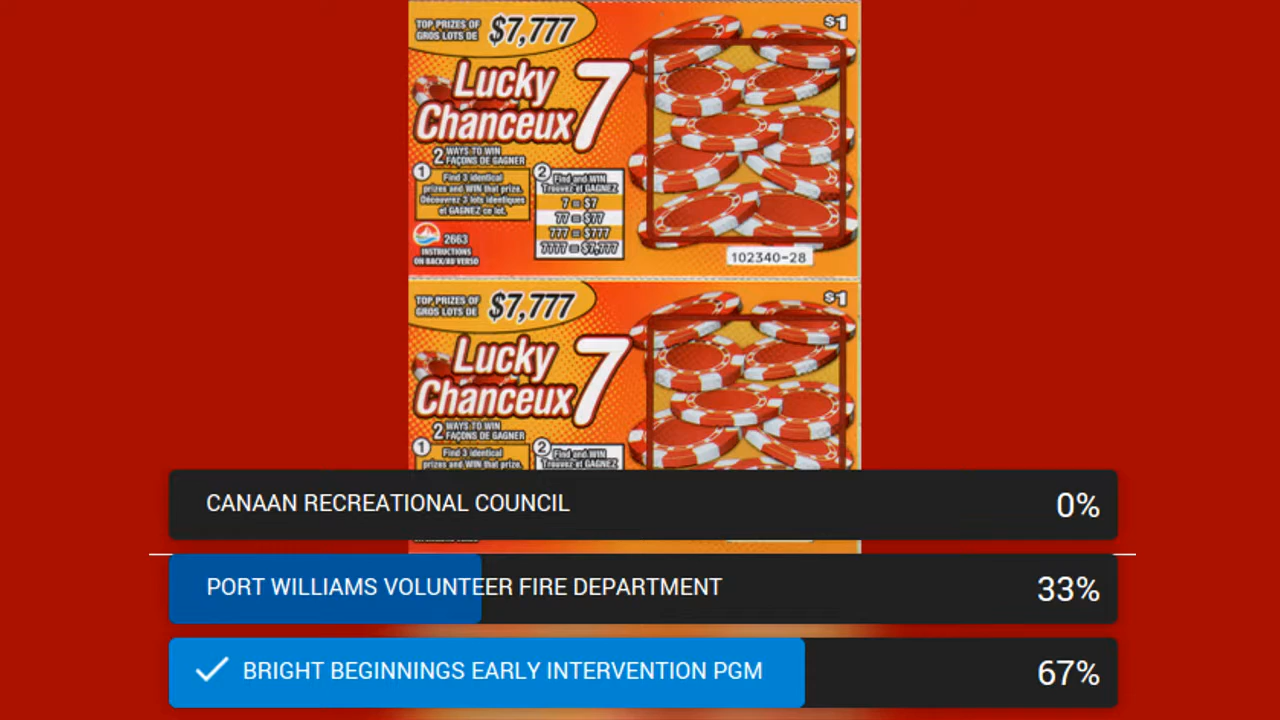 TOP PRIZES OF
GROS LOTS DE
$7,777
$1
Lucky
Chanceux 7
2 WAYS TO WIN
FAÇONS DE GAGNER
1
Find 3 identical
prizes and WIN that prize.
Découvrez 3 lots identiques
et GAGNEZ ce lot.
2
Find and WIN
Trouvez et GAGNEZ
7 = $7
77 = $77
777 = $777
7777 = $7,777
2663
INSTRUCTIONS
ON BACK/AU VERSO
102340-28
TOP PRIZES OF
GROS LOTS DE
$7,777
$1
Lucky
Chanceux 7
2 WAYS TO WIN
FAÇONS DE GAGNER
1
Find 3 identical
prizes and WIN that prize.
2
Find and WIN
Trouvez et GAGNEZ
CANAAN RECREATIONAL COUNCIL 0%
PORT WILLIAMS VOLUNTEER FIRE DEPARTMENT 33%
BRIGHT BEGINNINGS EARLY INTERVENTION PGM 67%